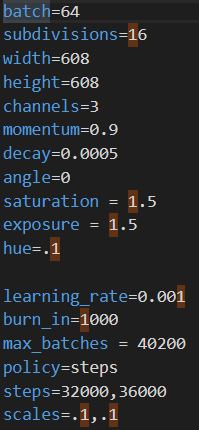 batch=64
subdivisions=16
width=608
height=608
channels=3
momentum=0.9
decay=0.0005
angle=0
saturation = 1.5
exposure = 1.5
hue=.1
learning_rate=0.001
burn_in=1000
max_batches = 40200
policy=steps
steps=32000,36000
scales=.1,.1